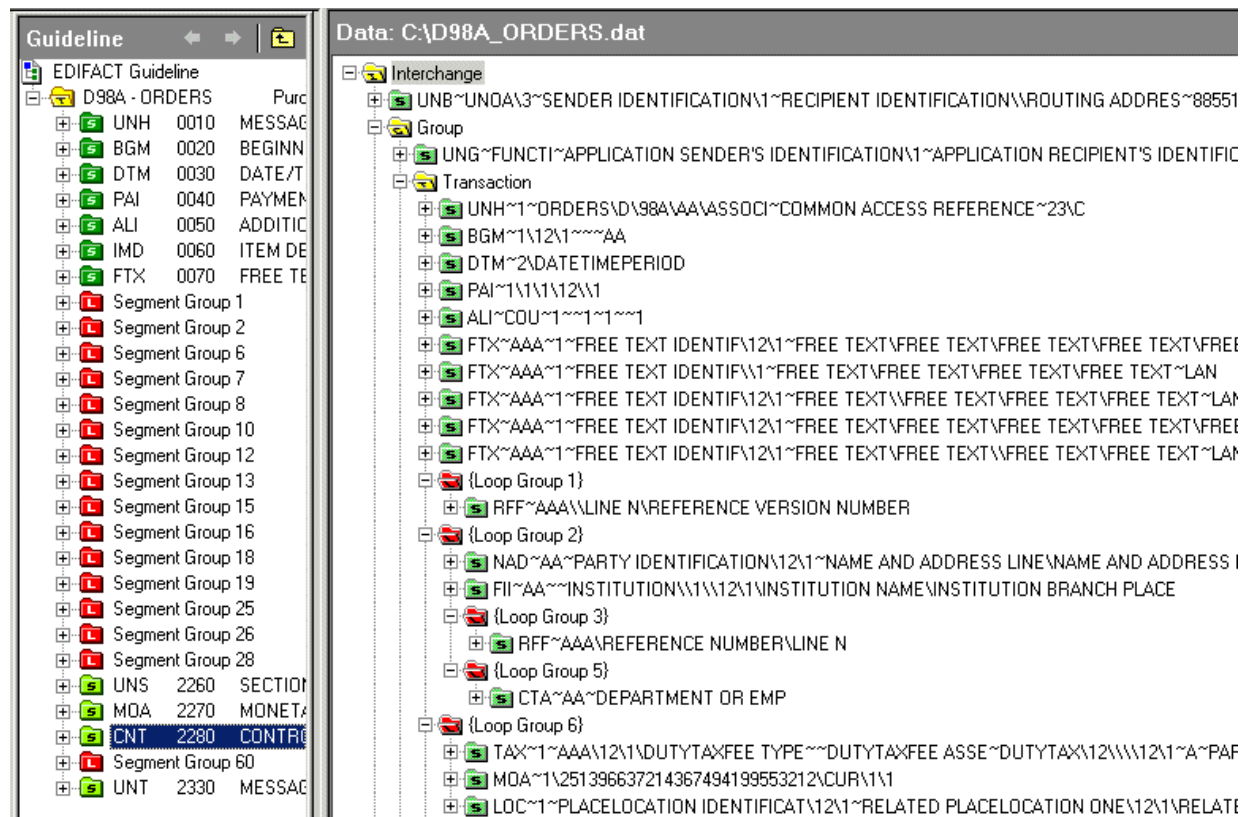 Guideline
EDIFACT Guideline
D98A - ORDERS Purc
UNH 0010 MESSAG
BGM 0020 BEGINN
DTM 0030 DATE/T
PAI 0040 PAYMEN
ALI 0050 ADDITIC
IMD 0060 ITEM DE
FTX 0070 FREE TE
Segment Group 1
Segment Group 2
Segment Group 6
Segment Group 7
Segment Group 8
Segment Group 10
Segment Group 12
Segment Group 13
Segment Group 15
Segment Group 16
Segment Group 18
Segment Group 19
Segment Group 25
Segment Group 26
Segment Group 28
UNS 2260 SECTION
MOA 2270 MONETA
CNT 2280 CONTRO
Segment Group 60
UNT 2330 MESSAG
Data: C:\D98A_ORDERS.dat
Interchange
UNB~UNOA\3~SENDER IDENTIFICATION\1~RECIPIENT IDENTIFICATION\\ROUTING ADDRES~88551
Group
UNG~FUNCTI~APPLICATION SENDER'S IDENTIFICATION\1~APPLICATION RECIPIENT'S IDENTIFIC
Transaction
UNH~1~ORDERS\D\98A\AA\ASSOCI~COMMON ACCESS REFERENCE~23\C
BGM~1\12\1~~~AA
DTM~2\DATETIMEPERIOD
PAI~1\1\1\12\\1
ALI~COU~1~~1~1~~1
FTX~AAA~1~FREE TEXT IDENTIF\12\1~FREE TEXT\FREE TEXT\FREE TEXT\FREE TEXT\FREE
FTX~AAA~1~FREE TEXT IDENTIF\\1~FREE TEXT\FREE TEXT\FREE TEXT\FREE TEXT~LAN
FTX~AAA~1~FREE TEXT IDENTIF\12\1~FREE TEXT\\FREE TEXT\FREE TEXT\FREE TEXT~LAN
FTX~AAA~1~FREE TEXT IDENTIF\12\1~FREE TEXT\FREE TEXT\FREE TEXT\FREE TEXT\FREE
FTX~AAA~1~FREE TEXT IDENTIF\12\1~FREE TEXT\FREE TEXT\\FREE TEXT\FREE TEXT~LAN
{Loop Group 1}
RFF~AAA\\LINE N\REFERENCE VERSION NUMBER
{Loop Group 2}
NAD~AA~PARTY IDENTIFICATION\12\1~NAME AND ADDRESS LINE\NAME AND ADDRESS
FII~AA~~INSTITUTION\\1\\12\1\INSTITUTION NAME\INSTITUTION BRANCH PLACE
{Loop Group 3}
RFF~AAA\REFERENCE NUMBER\LINE N
{Loop Group 5}
CTA~AA~DEPARTMENT OR EMP
{Loop Group 6}
TAX~1~AAA\12\1\DUTYTAXFEE TYPE~~DUTYTAXFEE ASSE~DUTYTAX\12\\\\12\1~A~PAR
MOA~1\251396637214367494199553212\CUR\1\1
LOC~1~PLACELOCATION IDENTIFICAT\12\1~RELATED PLACELOCATION ONE\12\1\RELATE